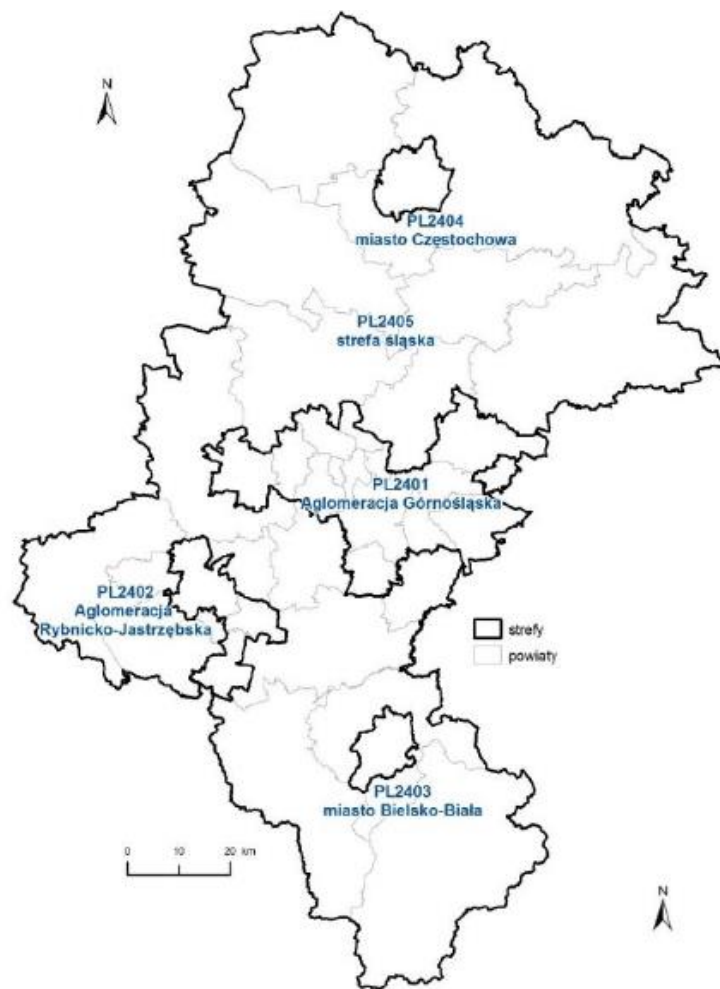 N
PL2404
miasto Częstochowa
PL2405
strefa śląska
PL2401
Aglomeracja Górnośląska
PL2402
Aglomeracja
Rybnicko-Jastrzębska
strefy
powiaty
PL2403
miasto Bielsko-Biała
0 10 20 km
N